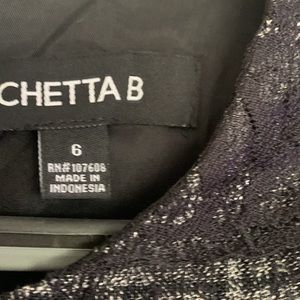 CHETTA B
6
RN#107608
MADE IN
INDONESIA